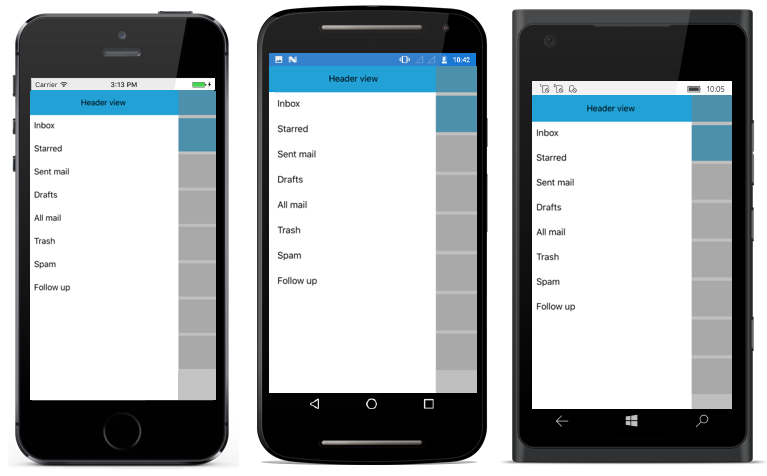 Carrier 3:13 PM
Header view
Inbox
Starred
Sent mail
Drafts
All mail
Trash
Spam
Follow up
10:42
Header view
Inbox
Starred
Sent mail
Drafts
All mail
Trash
Spam
Follow up
10:05
Header view
Inbox
Starred
Sent mail
Drafts
All mail
Trash
Spam
Follow up